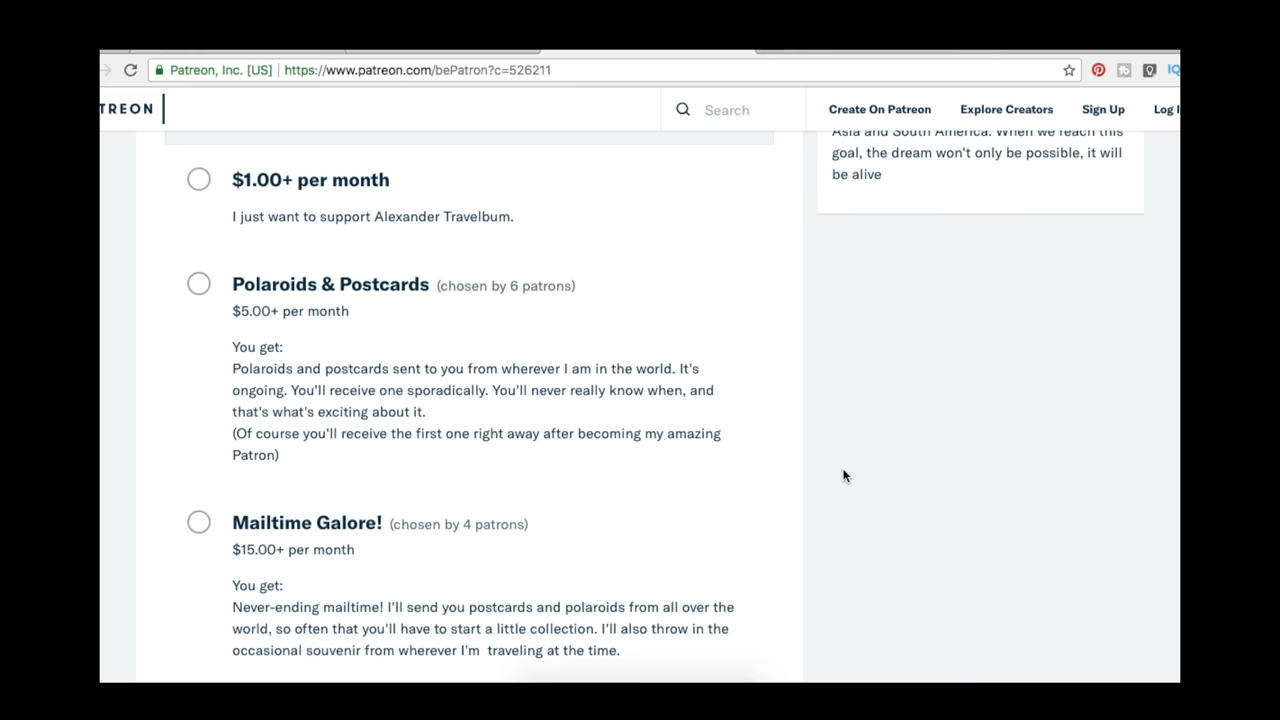 Patreon, Inc. [US] https://www.patreon.com/bePatron?c=526211
TREON Search Create On Patreon Explore Creators Sign Up Log I
Asia and South America. When we reach this
goal, the dream won't only be possible, it will
be alive
$1.00+ per month
I just want to support Alexander Travelbum.
Polaroids & Postcards (chosen by 6 patrons)
$5.00+ per month
You get:
Polaroids and postcards sent to you from wherever I am in the world. It's
ongoing. You'll receive one sporadically. You'll never really know when, and
that's what's exciting about it.
(Of course you'll receive the first one right away after becoming my amazing
Patron)
Mailtime Galore! (chosen by 4 patrons)
$15.00+ per month
You get:
Never-ending mailtime! I'll send you postcards and polaroids from all over the
world, so often that you'll have to start a little collection. I'll also throw in the
occasional souvenir from wherever I'm traveling at the time.